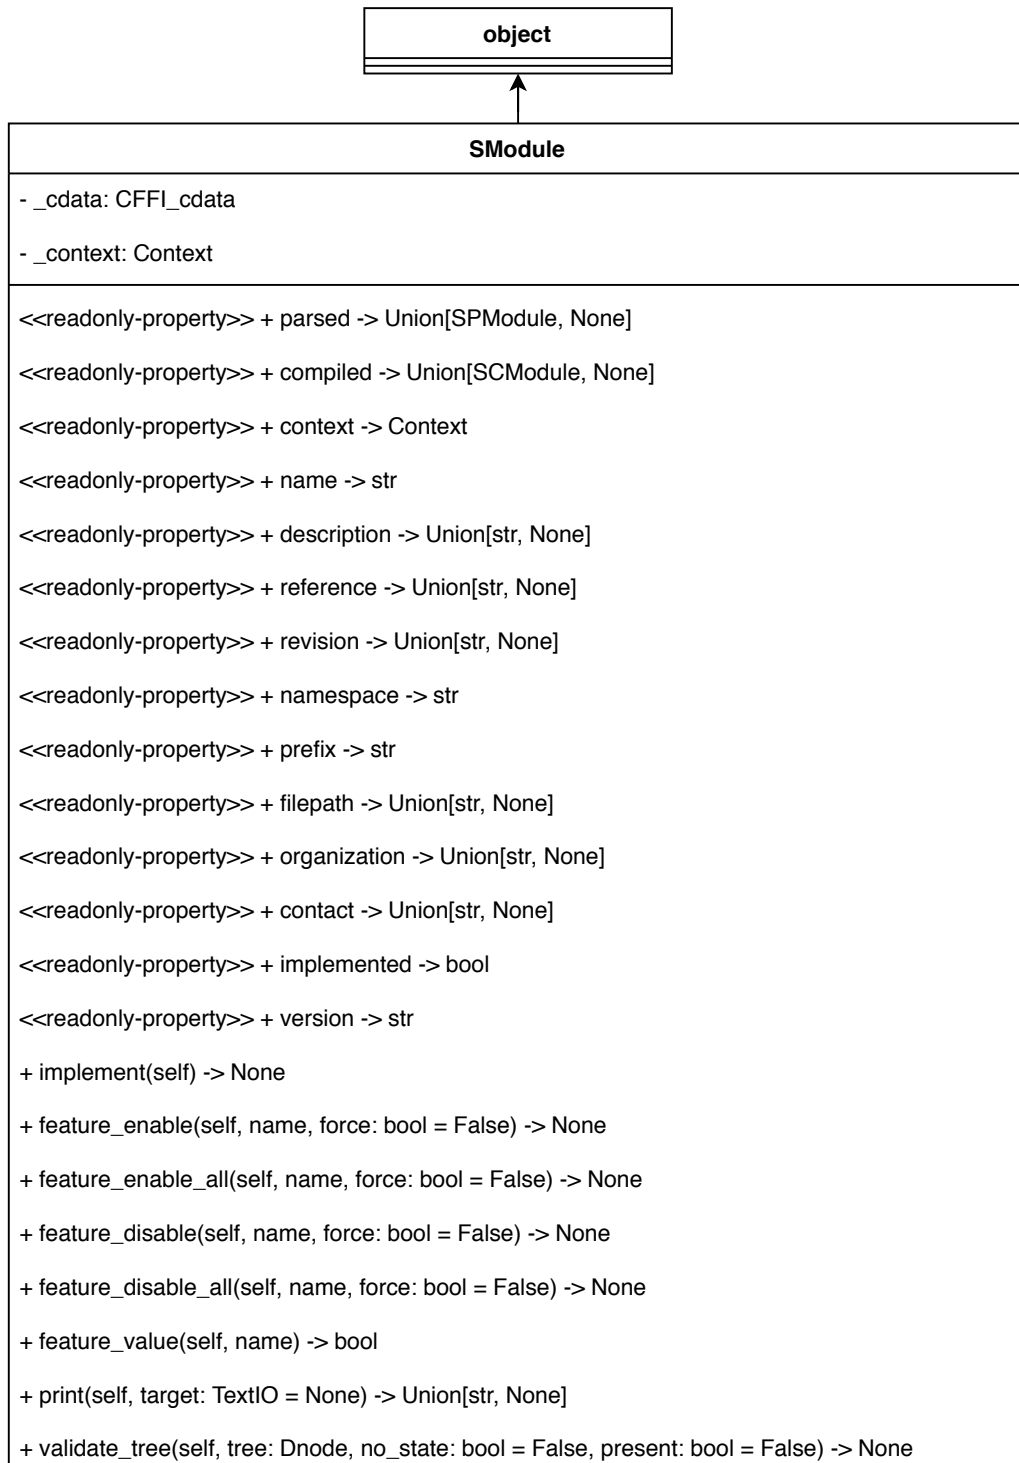 object
SModule
- _cdata: CFFI_cdata
- _context: Context
<<readonly-property>> + parsed -> Union[SPModule, None]
<<readonly-property>> + compiled -> Union[SCModule, None]
<<readonly-property>> + context -> Context
<<readonly-property>> + name -> str
<<readonly-property>> + description -> Union[str, None]
<<readonly-property>> + reference -> Union[str, None]
<<readonly-property>> + revision -> Union[str, None]
<<readonly-property>> + namespace -> str
<<readonly-property>> + prefix -> str
<<readonly-property>> + filepath -> Union[str, None]
<<readonly-property>> + organization -> Union[str, None]
<<readonly-property>> + contact -> Union[str, None]
<<readonly-property>> + implemented -> bool
<<readonly-property>> + version -> str
+ implement(self) -> None
+ feature_enable(self, name, force: bool = False) -> None
+ feature_enable_all(self, name, force: bool = False) -> None
+ feature_disable(self, name, force: bool = False) -> None
+ feature_disable_all(self, name, force: bool = False) -> None
+ feature_value(self, name) -> bool
+ print(self, target: TextIO = None) -> Union[str, None]
+ validate_tree(self, tree: Dnode, no_state: bool = False, present: bool = False) -> None